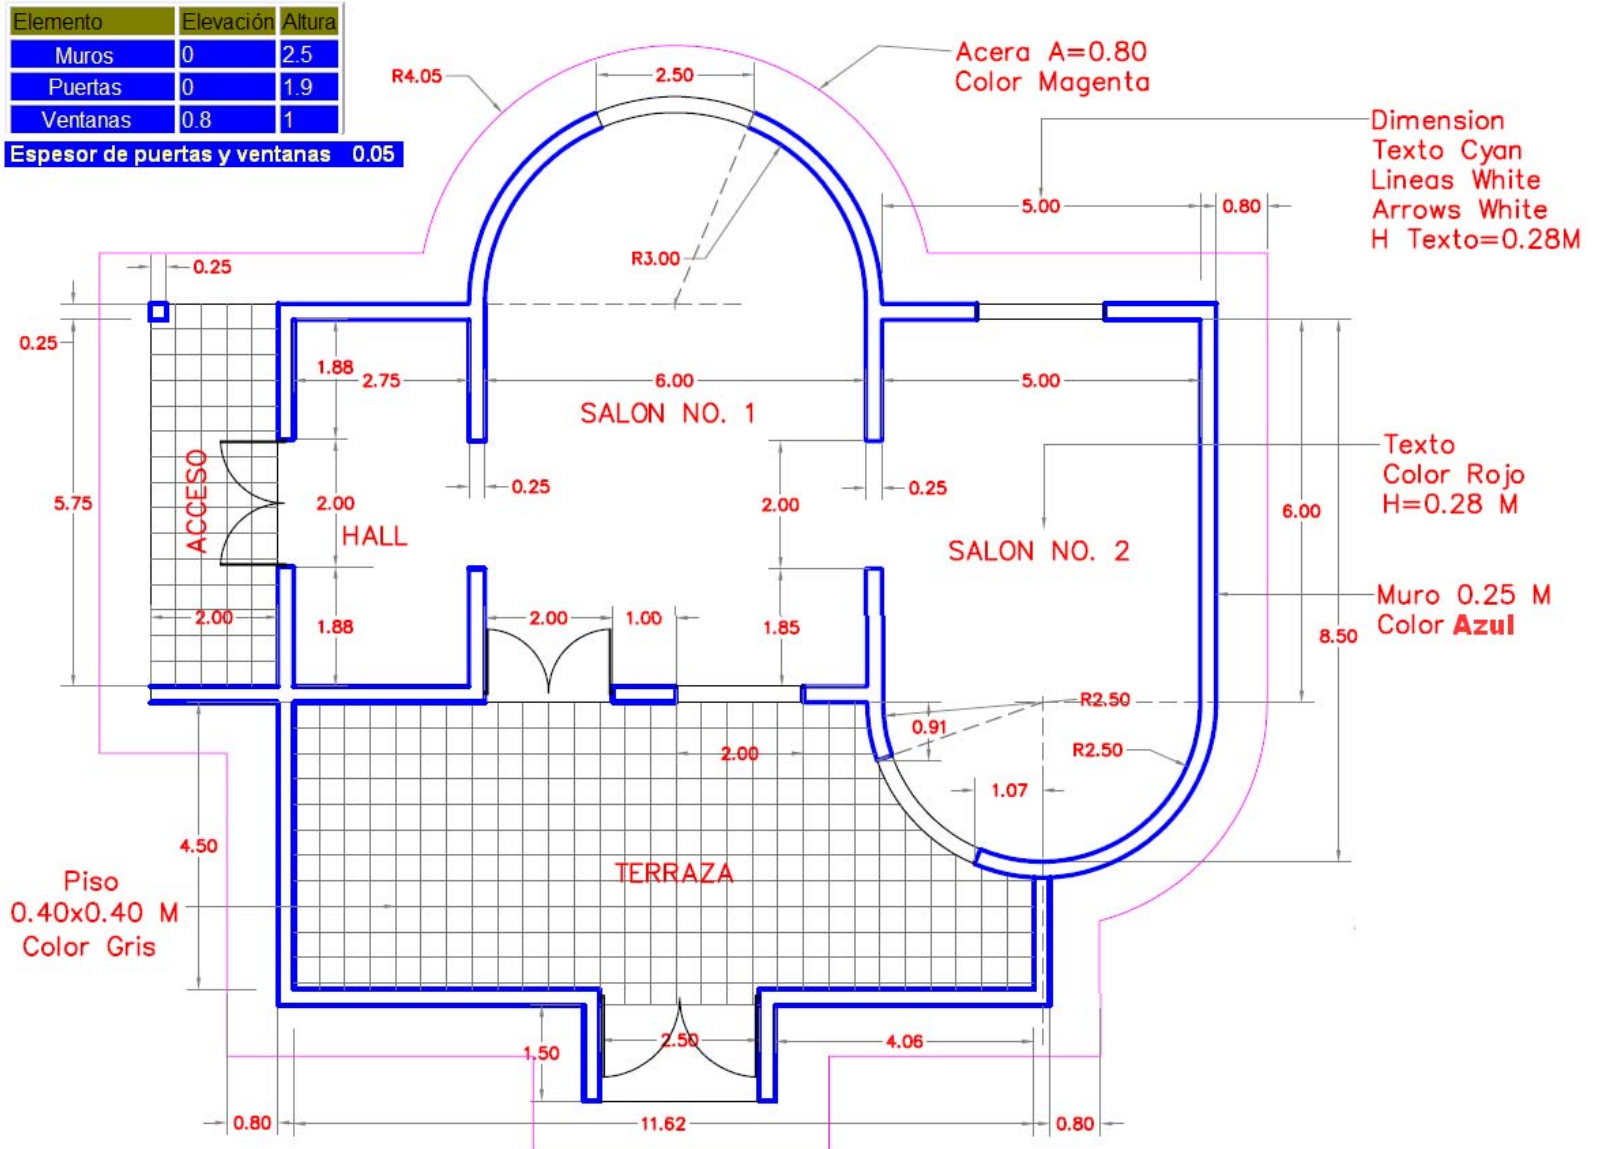 Elemento Elevación Altura
Muros 0 2.5
Puertas 0 1.9
Ventanas 0.8 1
Espesor de puertas y ventanas 0.05
R4.05
2.50
Acera A=0.80
Color Magenta
Dimension
Texto Cyan
Lineas White
Arrows White
H Texto=0.28M
5.00
0.80
R3.00
0.25
0.25
1.88
2.75
6.00
5.00
SALON NO. 1
ACCESO
5.75
2.00
HALL
0.25
2.00
0.25
SALON NO. 2
6.00
Texto
Color Rojo
H=0.28 M
Muro 0.25 M
Color Azul
2.00
1.88
2.00
1.00
1.85
8.50
R2.50
0.91
2.00
R2.50
1.07
4.50
TERRAZA
Piso
0.40x0.40 M
Color Gris
1.50
2.50
4.06
0.80
11.62
0.80